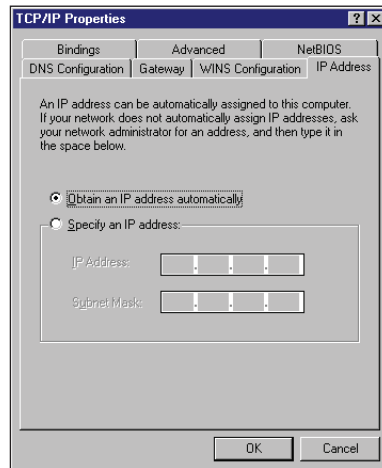 TCP/IP Properties
Bindings Advanced NetBIOS
DNS Configuration Gateway WINS Configuration IP Address
An IP address can be automatically assigned to this computer.
If your network does not automatically assign IP addresses, ask
your network administrator for an address, and then type it in
the space below.
Obtain an IP address automatically
Specify an IP address:
IP Address:
Subnet Mask:
OK Cancel